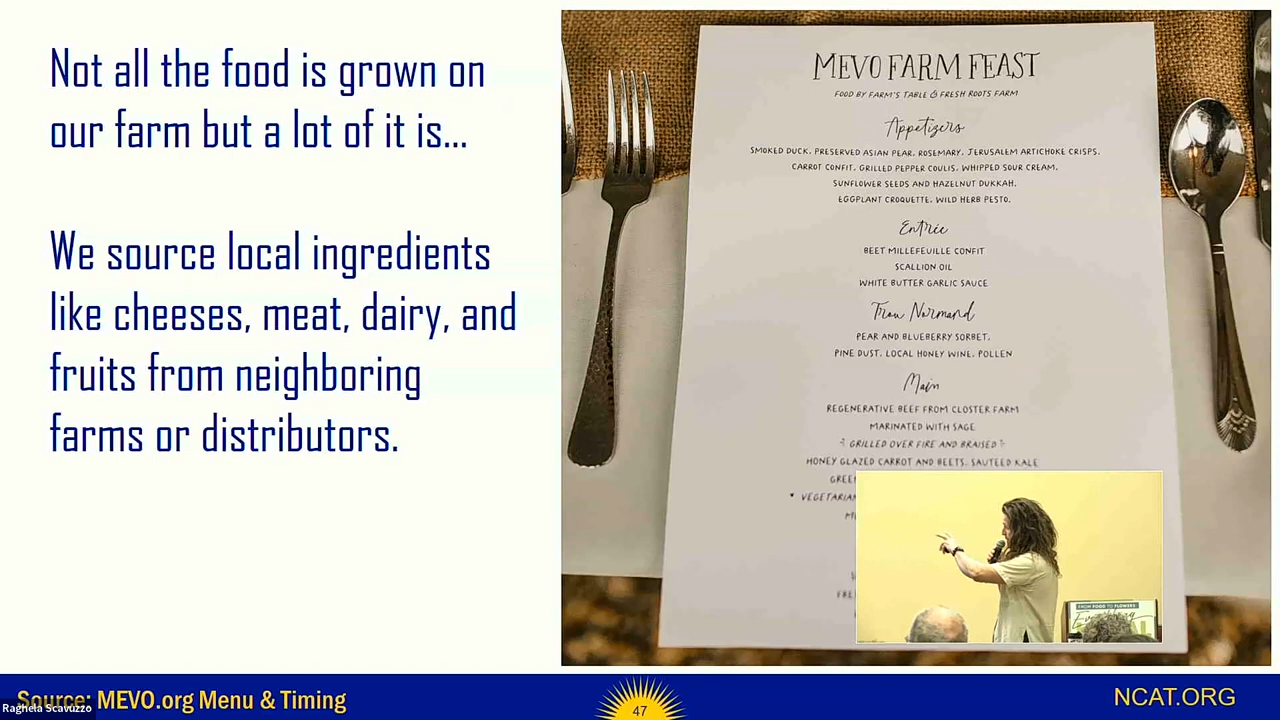 Not all the food is grown on
our farm but a lot of it is...
We source local ingredients
like cheeses, meat, dairy, and
fruits from neighboring
farms or distributors.
MEVO FARM FEAST
FOOD BY FARM'S TABLE & FRESH ROOTS FARM
Appetizers
SMOKED DUCK, PRESERVED ASIAN PEAR, ROSEMARY, JERUSALEM ARTICHOKE CRISPS.
CARROT CONFIT, GRILLED PEPPER COULIS, WHIPPED SOUR CREAM,
SUNFLOWER SEEDS AND HAZELNUT DUKKAH.
EGGPLANT CROQUETTE, WILD HERB PESTO.
Entrée
BEET MILLEFEUILLE CONFIT
SCALLION OIL
WHITE BUTTER GARLIC SAUCE
Trou Normand
PEAR AND BLUEBERRY SORBET,
PINE DUST, LOCAL HONEY WINE, POLLEN
Main
REGENERATIVE BEEF FROM CLOSTER FARM
MARINATED WITH SAGE
GRILLED OVER FIRE AND BRAISED
HONEY GLAZED CARROT AND BEETS, SAUTEED KALE
FROM FOOD TO FLOWERS
Source: MEVO.org Menu & Timing
Raghela Scavuzzo
47
NCAT.ORG